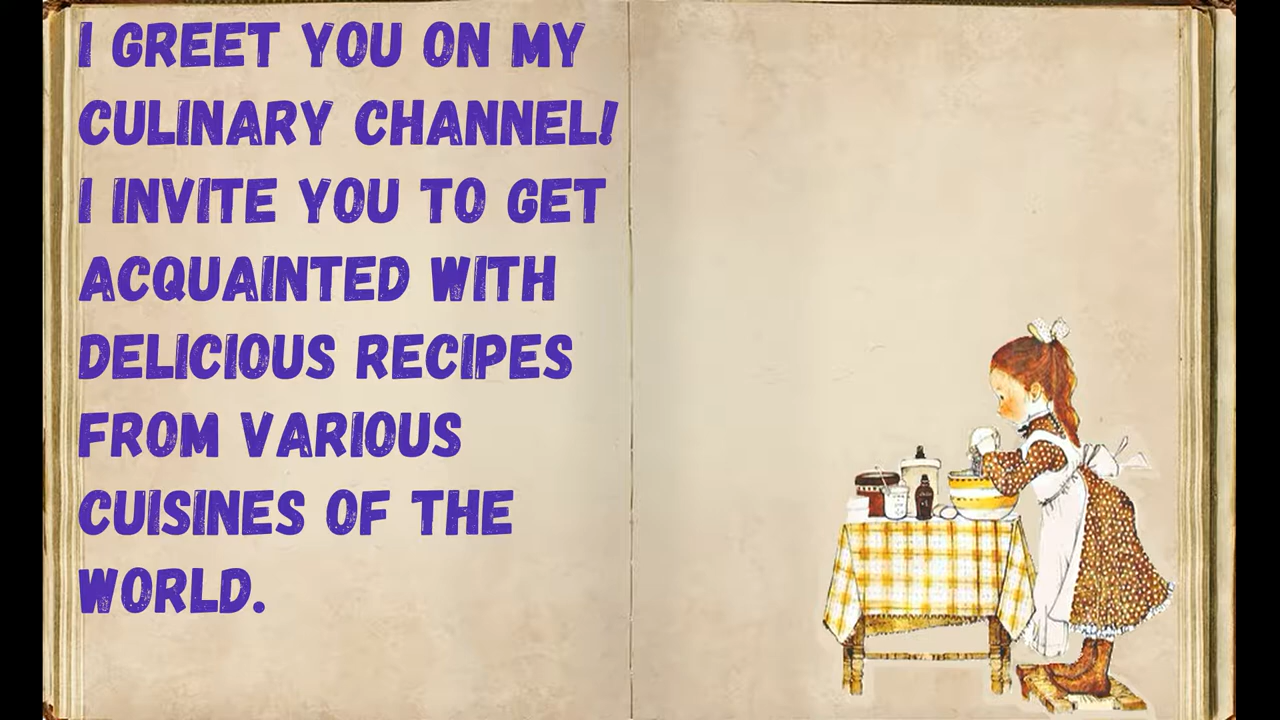 I GREET YOU ON MY
CULINARY CHANNEL!
I INVITE YOU TO GET
ACQUAINTED WITH
DELICIOUS RECIPES
FROM VARIOUS
CUISINES OF THE
WORLD.